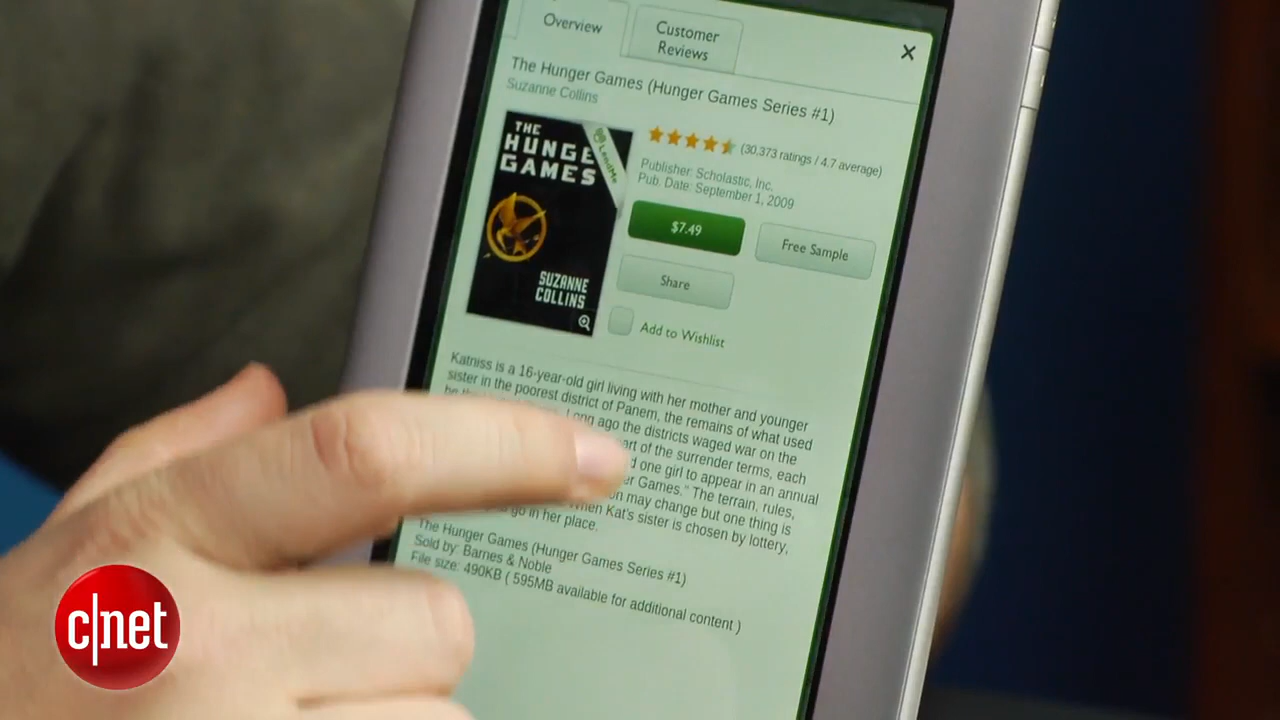 Overview
Customer
Reviews
The Hunger Games (Hunger Games Series #1)
Suzanne Collins
THE
HUNGE
GAMES
LendMe
SUZANNE
COLLINS
(30,373 ratings / 4.7 average)
Publisher: Scholastic, Inc.
Pub. Date: September 1, 2009
$7.49
Free Sample
Share
Add to Wishlist
Katniss is a 16-year-old girl living with her mother and younger
sister in the poorest district of Panem, the remains of what used
Long ago the districts waged war on the
of the surrender terms, each
one girl to appear in an annual
Games." The terrain, rules,
may change but one thing is
When Kat's sister is chosen by lottery,
go in her place.
The Hunger Games (Hunger Games Series #1)
Sold by: Barnes & Noble
File size: 490KB ( 595MB available for additional content )
c|net